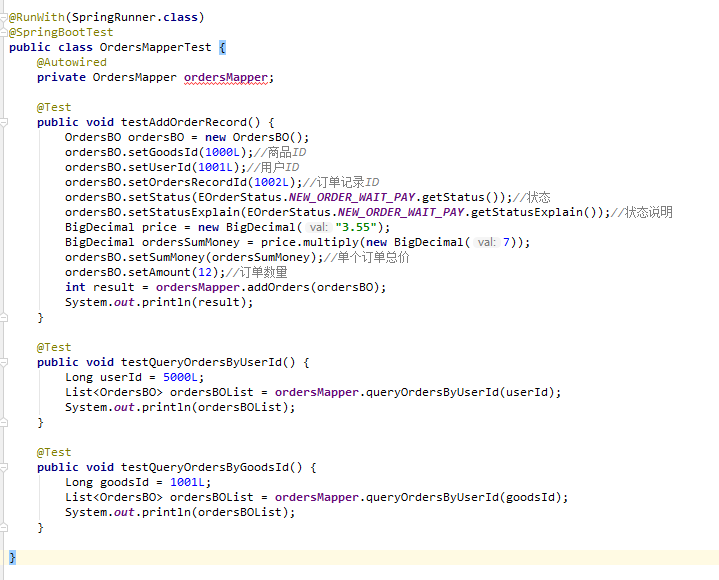 @RunWith(SpringRunner.class)
@SpringBootTest
public class OrdersMapperTest {
@Autowired
private OrdersMapper ordersMapper;
@Test
public void testAddOrderRecord() {
OrdersBO ordersBO = new OrdersBO();
ordersBO.setGoodsId(1000L);//商品ID
ordersBO.setUserId(1001L);//用户ID
ordersBO.setOrdersRecordId(1002L);//订单记录ID
ordersBO.setStatus(EOrderStatus.NEW_ORDER_WAIT_PAY.getStatus());//状态
ordersBO.setStatusExplain(EOrderStatus.NEW_ORDER_WAIT_PAY.getStatusExplain());//状态说明
BigDecimal price = new BigDecimal( val: "3.55");
BigDecimal ordersSumMoney = price.multiply(new BigDecimal( val: 7));
ordersBO.setSumMoney(ordersSumMoney);//单个订单总价
ordersBO.setAmount(12);//订单数量
int result = ordersMapper.addOrders(ordersBO);
System.out.println(result);
}
@Test
public void testQueryOrdersByUserId() {
Long userId = 5000L;
List<OrdersBO> ordersBOList = ordersMapper.queryOrdersByUserId(userId);
System.out.println(ordersBOList);
}
@Test
public void testQueryOrdersByGoodsId() {
Long goodsId = 1001L;
List<OrdersBO> ordersBOList = ordersMapper.queryOrdersByUserId(goodsId);
System.out.println(ordersBOList);
}
}